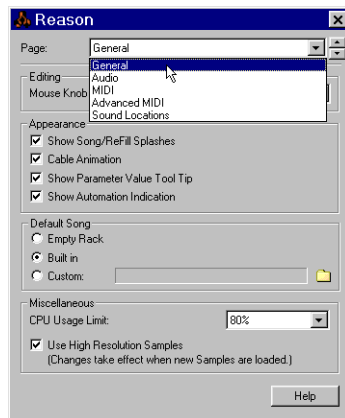 Reason
Page: General
General
Audio
MIDI
Advanced MIDI
Sound Locations
Editing
Mouse Knob
Appearance
Show Song/ReFill Splashes
Cable Animation
Show Parameter Value Tool Tip
Show Automation Indication
Default Song
Empty Rack
Built in
Custom:
Miscellaneous
CPU Usage Limit: 80%
Use High Resolution Samples
(Changes take effect when new Samples are loaded.)
Help